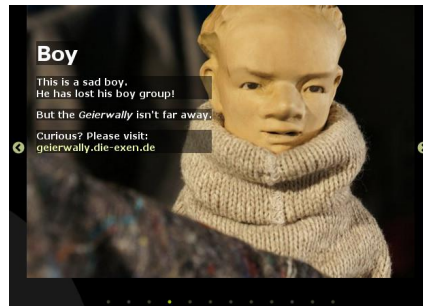 Boy
This is a sad boy.
He has lost his boy group!
But the Geierwally isn't far away.
Curious? Please visit:
geierwally.die-exen.de